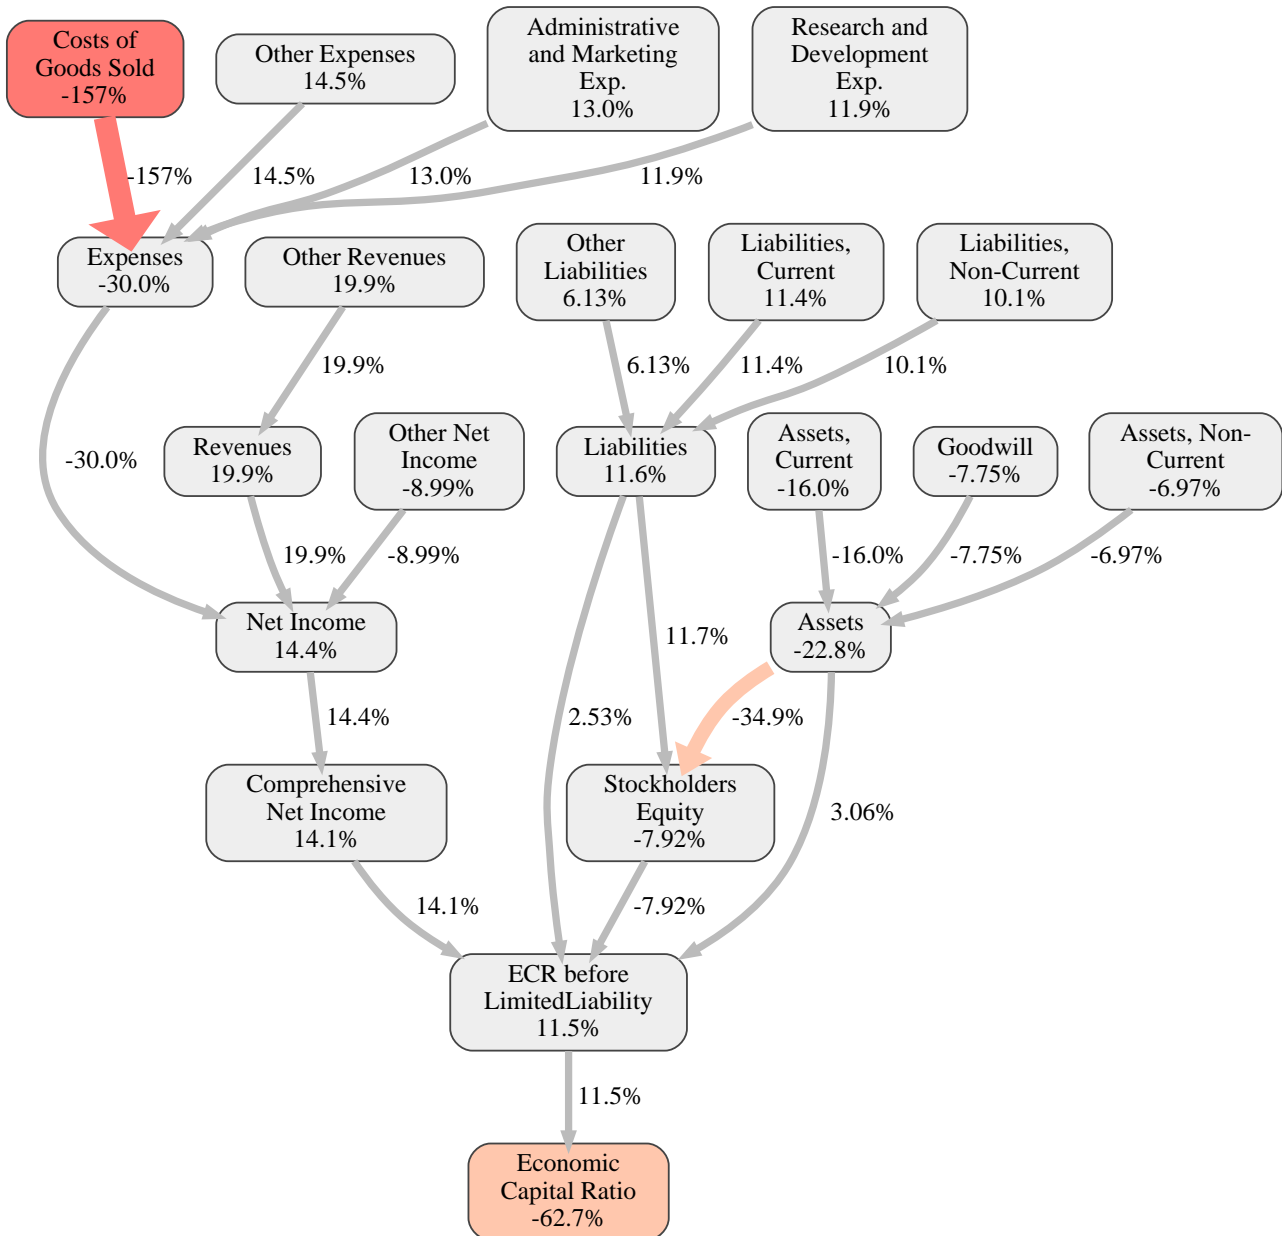 Costs of
Goods Sold
-157%
Other Expenses
14.5%
Administrative
and Marketing
Exp.
13.0%
Research and
Development
Exp.
11.9%
-157%
14.5%
13.0%
11.9%
Expenses
-30.0%
Other Revenues
19.9%
Other
Liabilities
6.13%
Liabilities,
Current
11.4%
Liabilities,
Non-Current
10.1%
19.9%
6.13%
11.4%
10.1%
-30.0%
Revenues
19.9%
Other Net
Income
-8.99%
Liabilities
11.6%
Assets,
Current
-16.0%
Goodwill
-7.75%
Assets, Non-
Current
-6.97%
19.9%
-8.99%
-16.0%
-7.75%
-6.97%
Net Income
14.4%
11.7%
Assets
-22.8%
14.4%
2.53%
-34.9%
Comprehensive
Net Income
14.1%
Stockholders
Equity
-7.92%
3.06%
14.1%
-7.92%
ECR before
LimitedLiability
11.5%
11.5%
Economic
Capital Ratio
-62.7%